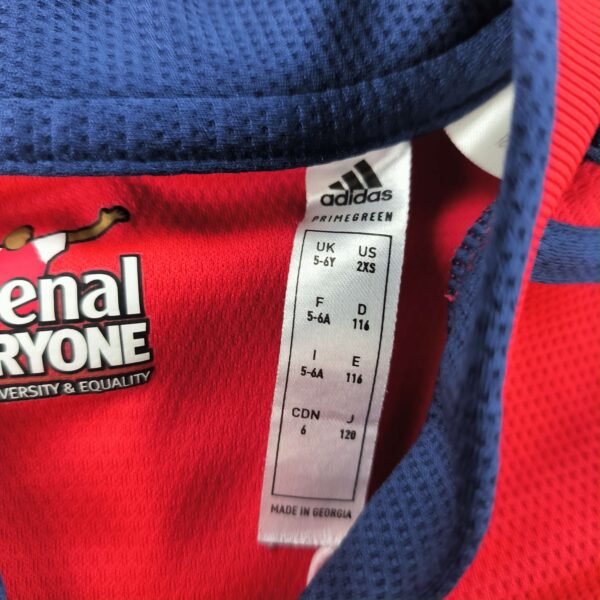 enal
RYONE
VERSITY & EQUALITY
adidas
PRIMEGREEN
UK US
5-6Y 2XS
F D
5-6A 116
I E
5-6A 116
CDN J
6 120
MADE IN GEORGIA